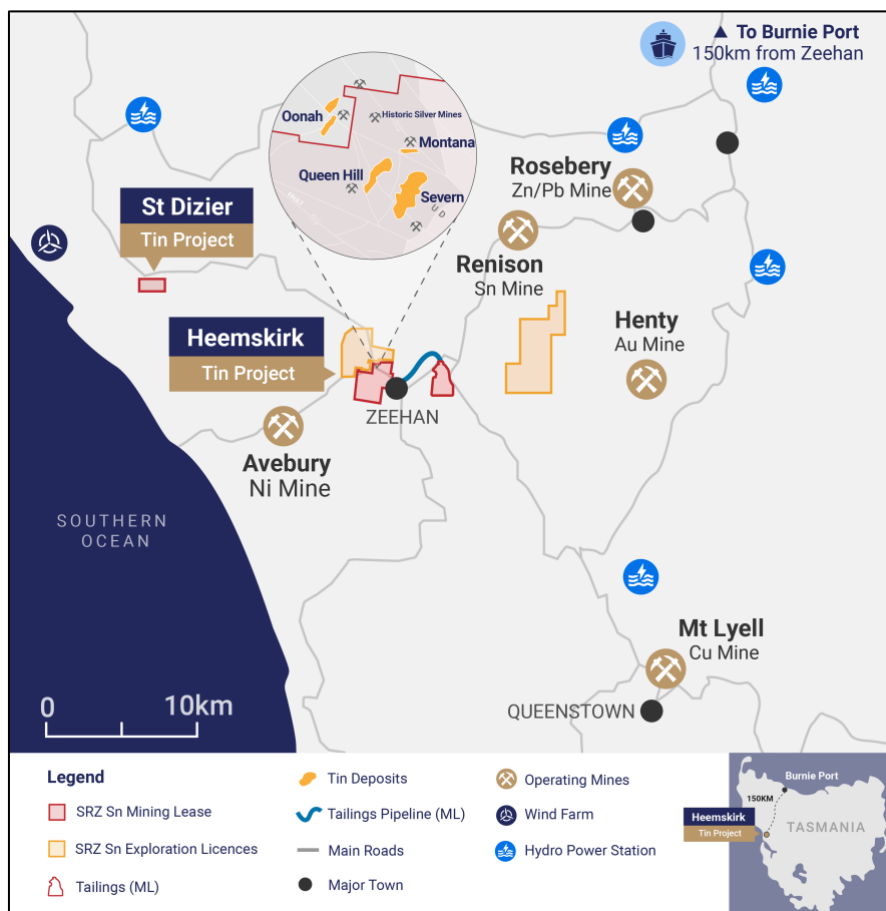 ▲ To Burnie Port
150km from Zeehan
Oonah
Historic Silver Mines
Montana
Queen Hill
Severn
Rosebery
Zn/Pb Mine
St Dizier
Tin Project
Renison
Sn Mine
Henty
Au Mine
Heemskirk
Tin Project
ZEEHAN
Avebury
Ni Mine
SOUTHERN
OCEAN
Mt Lyell
Cu Mine
0 10km
QUEENSTOWN
Legend
SRZ Sn Mining Lease
SRZ Sn Exploration Licences
Tailings (ML)
Tin Deposits
Tailings Pipeline (ML)
Main Roads
Major Town
Operating Mines
Wind Farm
Hydro Power Station
Burnie Port
150KM
Heemskirk
Tin Project
TASMANIA